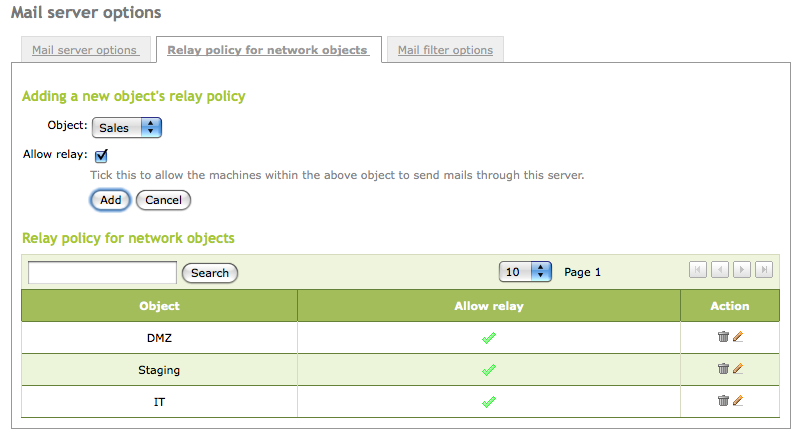 Mail server options
Mail server options Relay policy for network objects Mail filter options
Adding a new object's relay policy
Object: Sales
Allow relay:
Tick this to allow the machines within the above object to send mails through this server.
Add Cancel
Relay policy for network objects
Search 10 Page 1
Object Allow relay Action
DMZ
Staging
IT